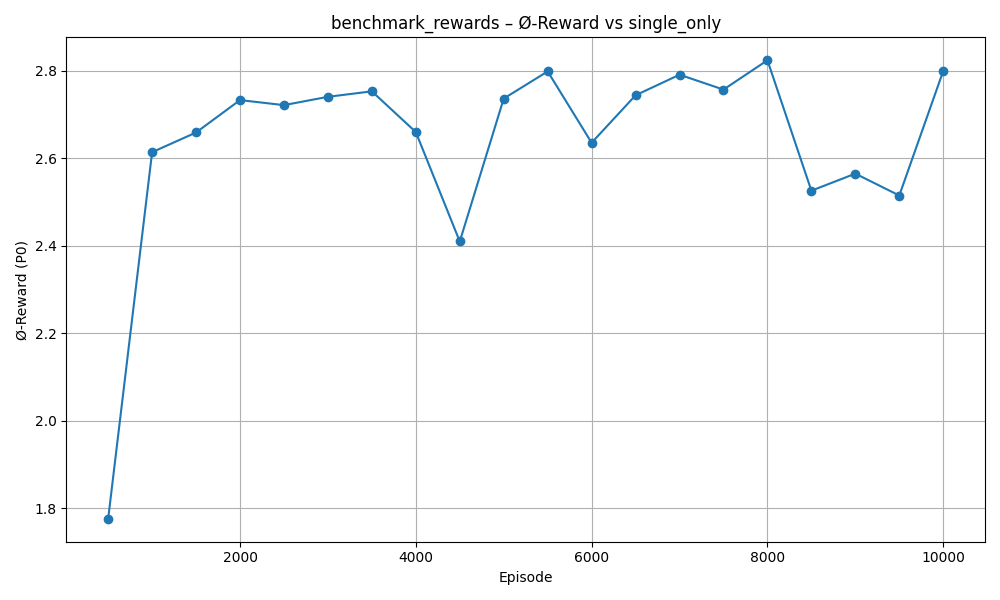 benchmark_rewards – Ø-Reward vs single_only
Ø-Reward (P0)
2.8
2.6
2.4
2.2
2.0
1.8
2000 4000 6000 8000 10000
Episode